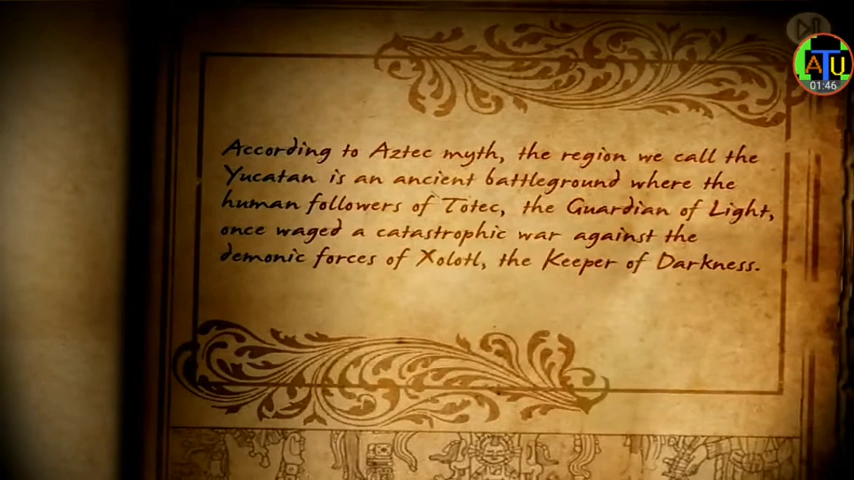 ATU
01:46
According to Aztec myth, the region we call the
Yucatan is an ancient battleground where the
human followers of Totec, the Guardian of Light,
once waged a catastrophic war against the
demonic forces of Xolotl, the Keeper of Darkness.